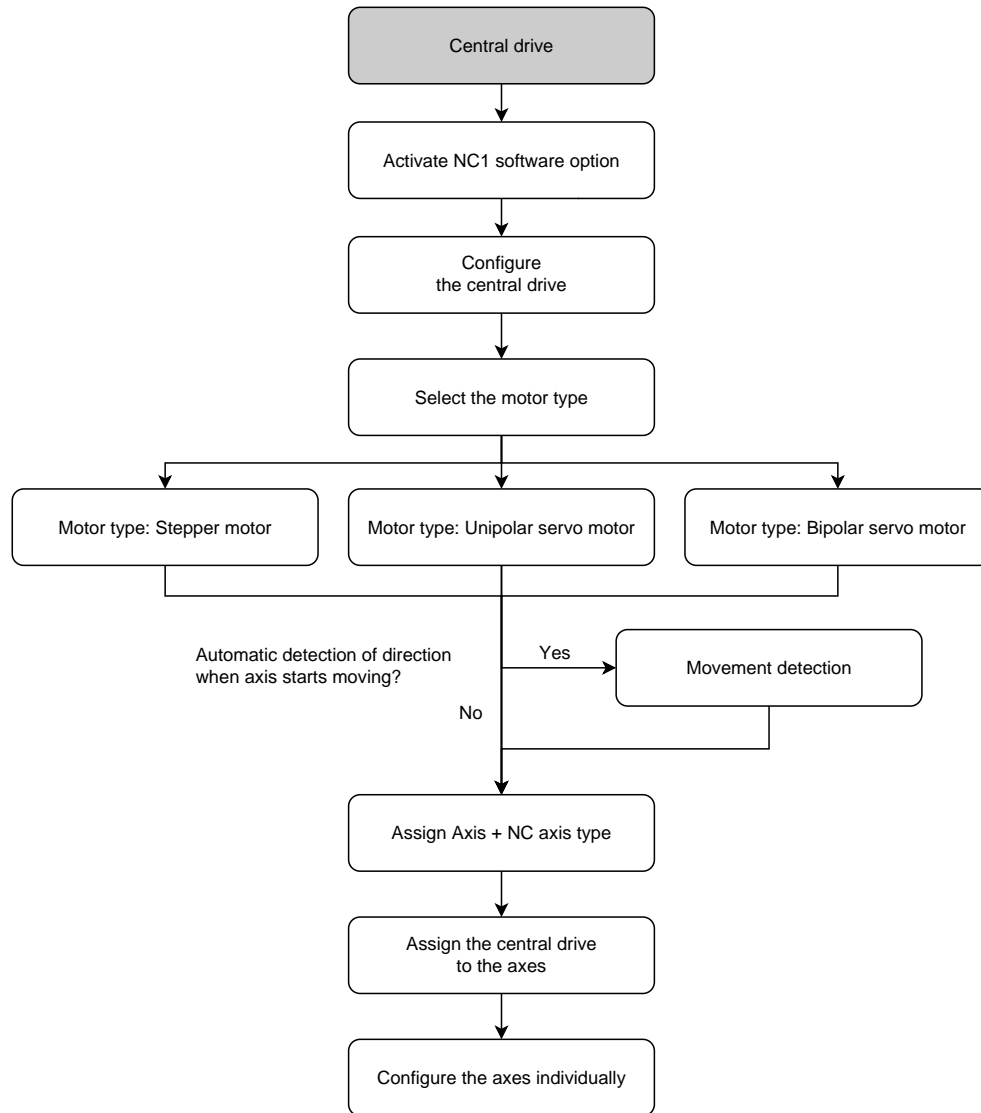 Central drive
Activate NC1 software option
Configure
the central drive
Select the motor type
Motor type: Stepper motor
Motor type: Unipolar servo motor
Motor type: Bipolar servo motor
Automatic detection of direction
when axis starts moving?
Yes
Movement detection
No
Assign Axis + NC axis type
Assign the central drive
to the axes
Configure the axes individually